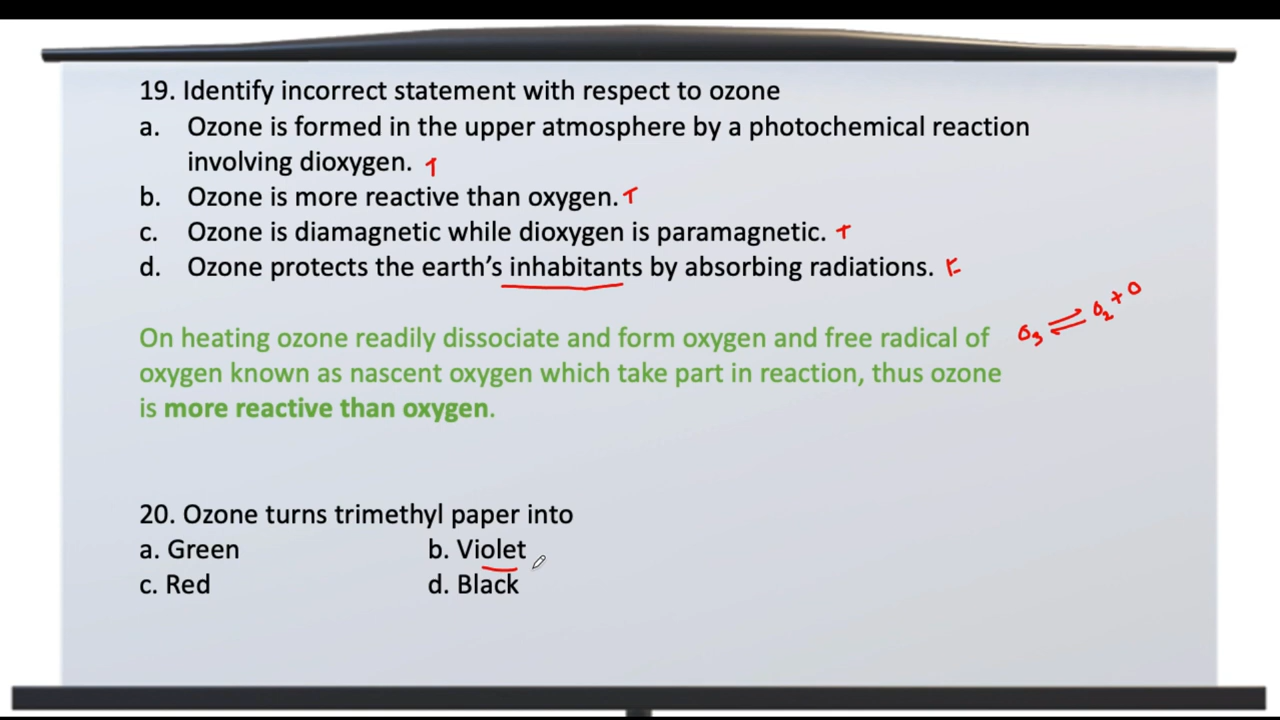 19. Identify incorrect statement with respect to ozone
a. Ozone is formed in the upper atmosphere by a photochemical reaction
involving dioxygen. T
b. Ozone is more reactive than oxygen. T
c. Ozone is diamagnetic while dioxygen is paramagnetic. T
d. Ozone protects the earth's inhabitants by absorbing radiations. F
O₃ ⇌ O₂ + O
On heating ozone readily dissociate and form oxygen and free radical of
oxygen known as nascent oxygen which take part in reaction, thus ozone
is more reactive than oxygen.
20. Ozone turns trimethyl paper into
a. Green b. Violet
c. Red d. Black